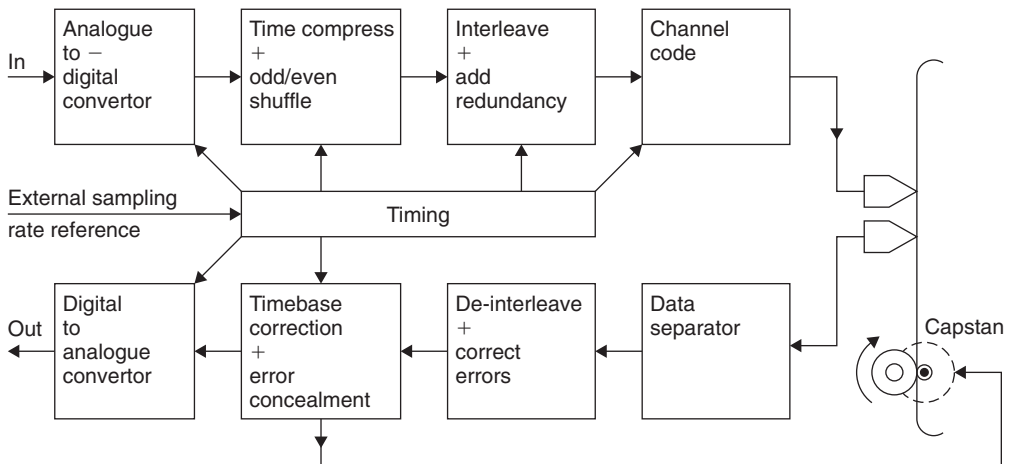 Analogue
to −
digital
convertor
Time compress
+
odd/even
shuffle
Interleave
+
add
redundancy
Channel
code
In
External sampling
rate reference
Timing
Digital
to
analogue
convertor
Timebase
correction
+
error
concealment
De-interleave
+
correct
errors
Data
separator
Out
Capstan